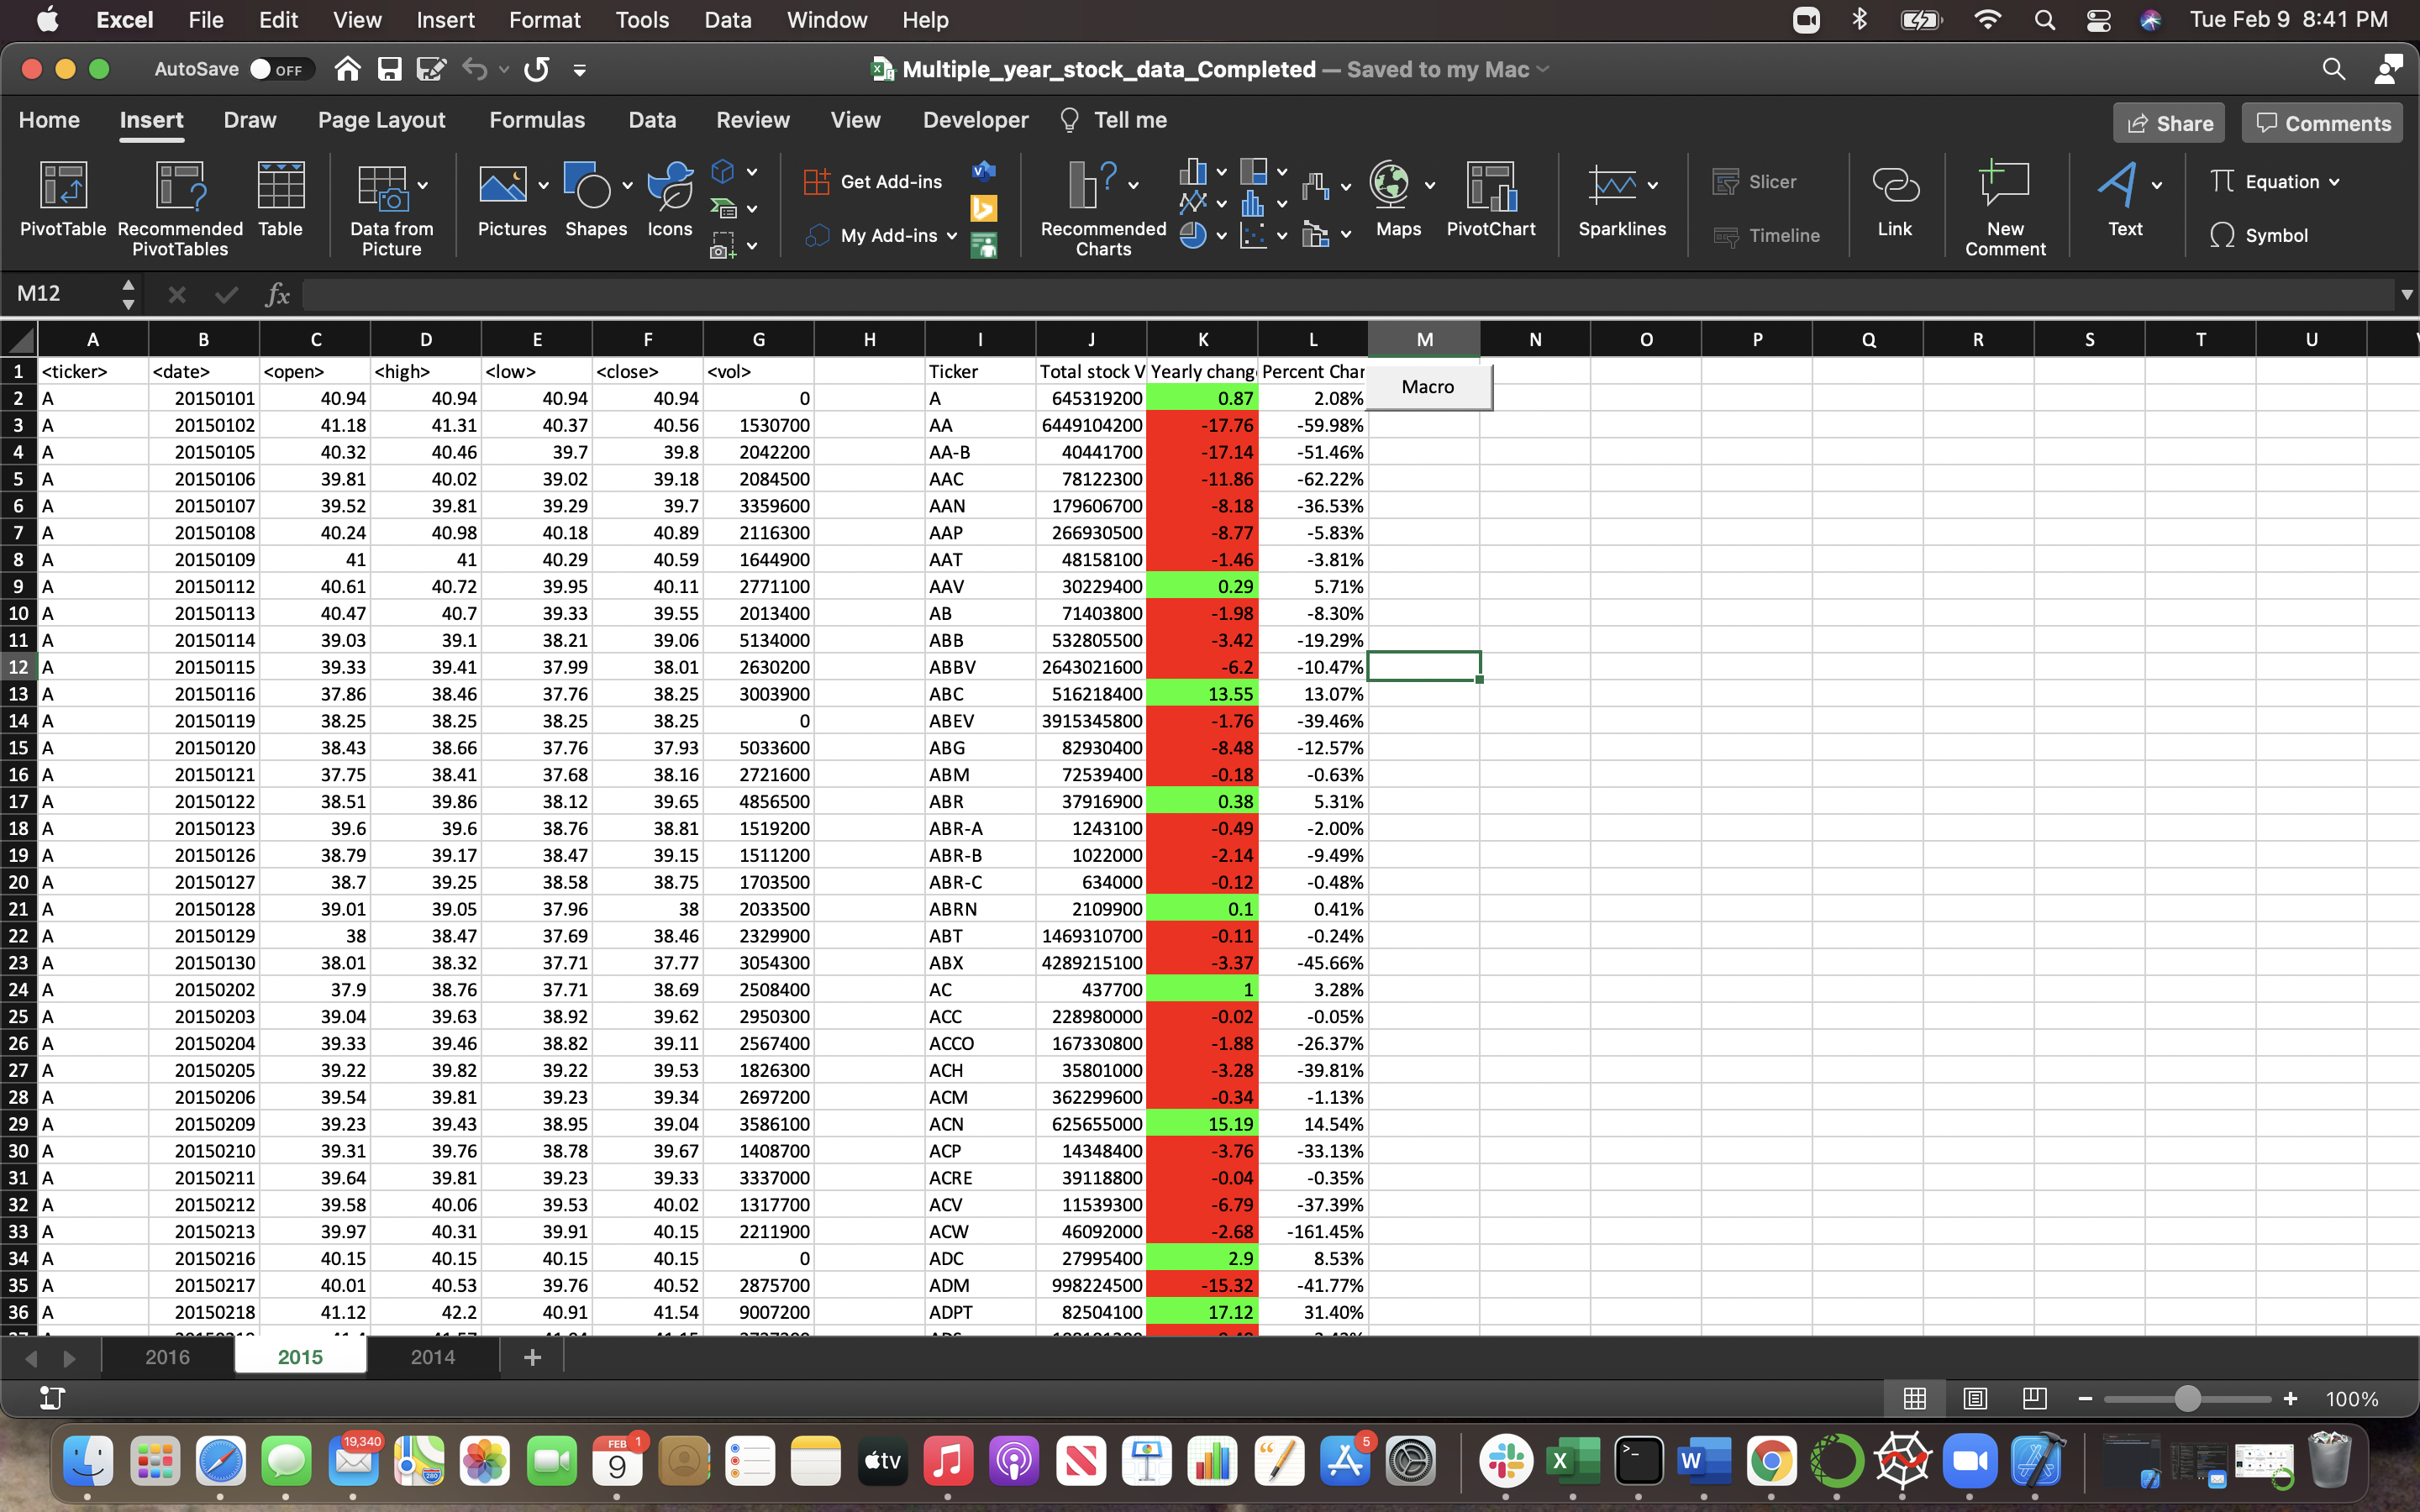 Excel File Edit View Insert Format Tools Data Window Help Tue Feb 9 8:41 PM
AutoSave OFF Multiple_year_stock_data_Completed — Saved to my Mac
Home Insert Draw Page Layout Formulas Data Review View Developer Tell me Share Comments
PivotTable Recommended PivotTables Table Data from Picture Pictures Shapes Icons Get Add-ins My Add-ins Recommended Charts Maps PivotChart Sparklines Slicer Timeline Link New Comment Text Equation Symbol
M12 fx
A B C D E F G H I J K L M N O P Q R S T U
1 <ticker> <date> <open> <high> <low> <close> <vol> Ticker Total stock V Yearly chang Percent Char Macro
2 A 20150101 40.94 40.94 40.94 40.94 0 A 645319200 0.87 2.08%
3 A 20150102 41.18 41.31 40.37 40.56 1530700 AA 6449104200 -17.76 -59.98%
4 A 20150105 40.32 40.46 39.7 39.8 2042200 AA-B 40441700 -17.14 -51.46%
5 A 20150106 39.81 40.02 39.02 39.18 2084500 AAC 78122300 -11.86 -62.22%
6 A 20150107 39.52 39.81 39.29 39.7 3359600 AAN 179606700 -8.18 -36.53%
7 A 20150108 40.24 40.98 40.18 40.89 2116300 AAP 266930500 -8.77 -5.83%
8 A 20150109 41 41 40.29 40.59 1644900 AAT 48158100 -1.46 -3.81%
9 A 20150112 40.61 40.72 39.95 40.11 2771100 AAV 30229400 0.29 5.71%
10 A 20150113 40.47 40.7 39.33 39.55 2013400 AB 71403800 -1.98 -8.30%
11 A 20150114 39.03 39.1 38.21 39.06 5134000 ABB 532805500 -3.42 -19.29%
12 A 20150115 39.33 39.41 37.99 38.01 2630200 ABBV 2643021600 -6.2 -10.47%
13 A 20150116 37.86 38.46 37.76 38.25 3003900 ABC 516218400 13.55 13.07%
14 A 20150119 38.25 38.25 38.25 38.25 0 ABEV 3915345800 -1.76 -39.46%
15 A 20150120 38.43 38.66 37.76 37.93 5033600 ABG 82930400 -8.48 -12.57%
16 A 20150121 37.75 38.41 37.68 38.16 2721600 ABM 72539400 -0.18 -0.63%
17 A 20150122 38.51 39.86 38.12 39.65 4856500 ABR 37916900 0.38 5.31%
18 A 20150123 39.6 39.6 38.76 38.81 1519200 ABR-A 1243100 -0.49 -2.00%
19 A 20150126 38.79 39.17 38.47 39.15 1511200 ABR-B 1022000 -2.14 -9.49%
20 A 20150127 38.7 39.25 38.58 38.75 1703500 ABR-C 634000 -0.12 -0.48%
21 A 20150128 39.01 39.05 37.96 38 2033500 ABRN 2109900 0.1 0.41%
22 A 20150129 38 38.47 37.69 38.46 2329900 ABT 1469310700 -0.11 -0.24%
23 A 20150130 38.01 38.32 37.71 37.77 3054300 ABX 4289215100 -3.37 -45.66%
24 A 20150202 37.9 38.76 37.71 38.69 2508400 AC 437700 1 3.28%
25 A 20150203 39.04 39.63 38.92 39.62 2950300 ACC 228980000 -0.02 -0.05%
26 A 20150204 39.33 39.46 38.82 39.11 2567400 ACCO 167330800 -1.88 -26.37%
27 A 20150205 39.22 39.82 39.22 39.53 1826300 ACH 35801000 -3.28 -39.81%
28 A 20150206 39.54 39.81 39.23 39.34 2697200 ACM 362299600 -0.34 -1.13%
29 A 20150209 39.23 39.43 38.95 39.04 3586100 ACN 625655000 15.19 14.54%
30 A 20150210 39.31 39.76 38.78 39.67 1408700 ACP 14348400 -3.76 -33.13%
31 A 20150211 39.64 39.81 39.23 39.33 3337000 ACRE 39118800 -0.04 -0.35%
32 A 20150212 39.58 40.06 39.53 40.02 1317700 ACV 11539300 -6.79 -37.39%
33 A 20150213 39.97 40.31 39.91 40.15 2211900 ACW 46092000 -2.68 -161.45%
34 A 20150216 40.15 40.15 40.15 40.15 0 ADC 27995400 2.9 8.53%
35 A 20150217 40.01 40.53 39.76 40.52 2875700 ADM 998224500 -15.32 -41.77%
36 A 20150218 41.12 42.2 40.91 41.54 9007200 ADPT 82504100 17.12 31.40%
2016 2015 2014 +
100%
19,340 280 FEB 1 9 tv 5 X W